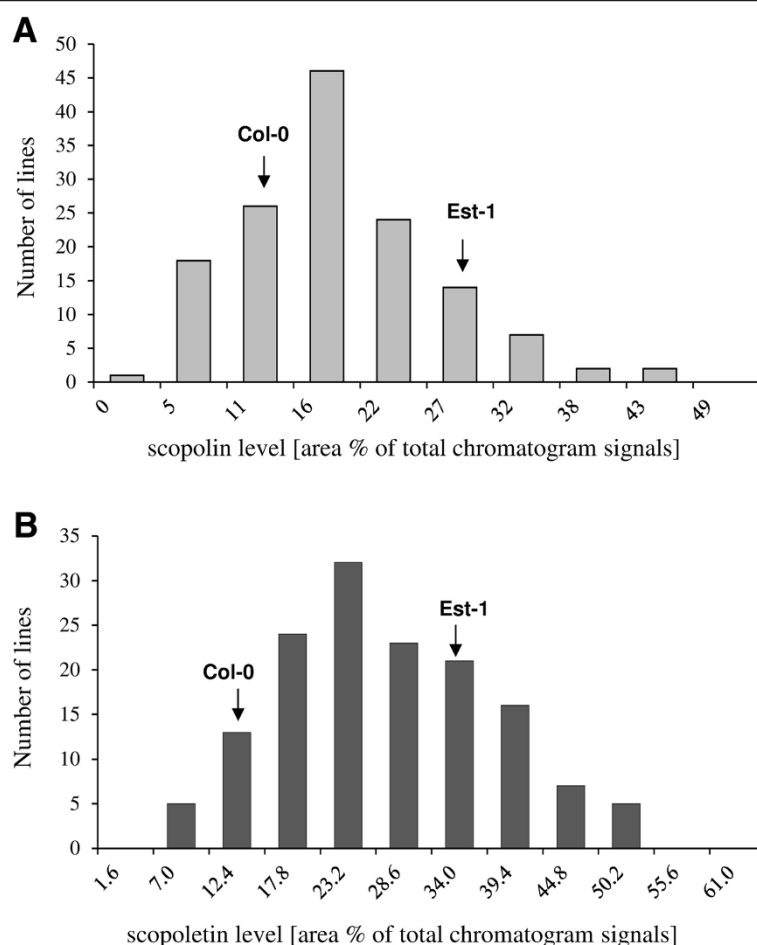 A
50
45
40
35
30
25
20
15
10
5
0
Number of lines
Col-0
Est-1
0 5 11 16 22 27 32 38 43 49
scopolin level [area % of total chromatogram signals]
B
35
30
25
20
15
10
5
0
Number of lines
Est-1
Col-0
1.6 7.0 12.4 17.8 23.2 28.6 34.0 39.4 44.8 50.2 55.6 61.0
scopoletin level [area % of total chromatogram signals]